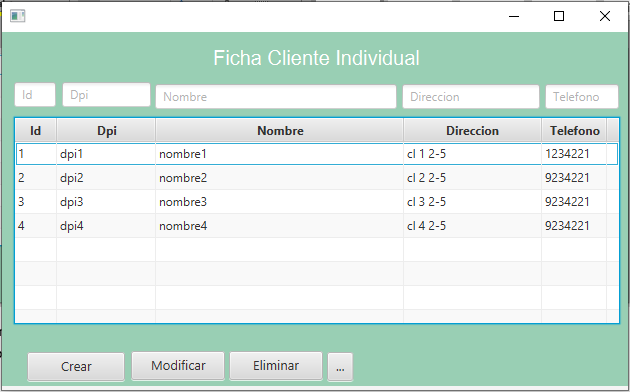 Ficha Cliente Individual
Id Dpi Nombre Direccion Telefono
Id Dpi Nombre Direccion Telefono
1 dpi1 nombre1 cl 1 2-5 1234221
2 dpi2 nombre2 cl 2 2-5 9234221
3 dpi3 nombre3 cl 3 2-5 9234221
4 dpi4 nombre4 cl 4 2-5 9234221
Crear Modificar Eliminar ...